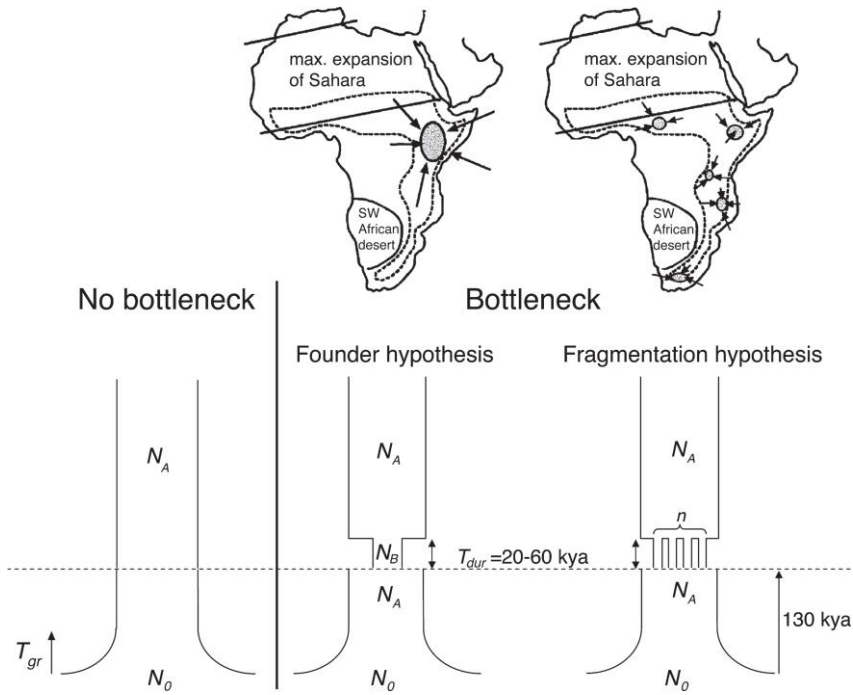 max. expansion
of Sahara
SW
African
desert
max. expansion
of Sahara
SW
African
desert
No bottleneck
Bottleneck
Founder hypothesis
Fragmentation hypothesis
N_A
N_A
N_A
n
N_B
T_dur =20-60 kya
N_A
N_A
130 kya
T_gr
N_0
N_0
N_0